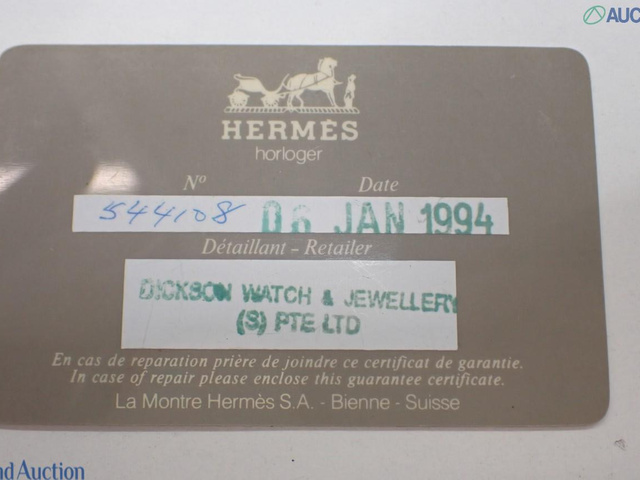 AUC
HERMÈS
horloger
Nº Date
544108 06 JAN 1994
Détaillant - Retailer
DICKSON WATCH & JEWELLERY
(S) PTE LTD
En cas de reparation prière de joindre ce certificat de garantie.
In case of repair please enclose this guarantee certificate.
La Montre Hermès S.A. - Bienne - Suisse
nd Auction